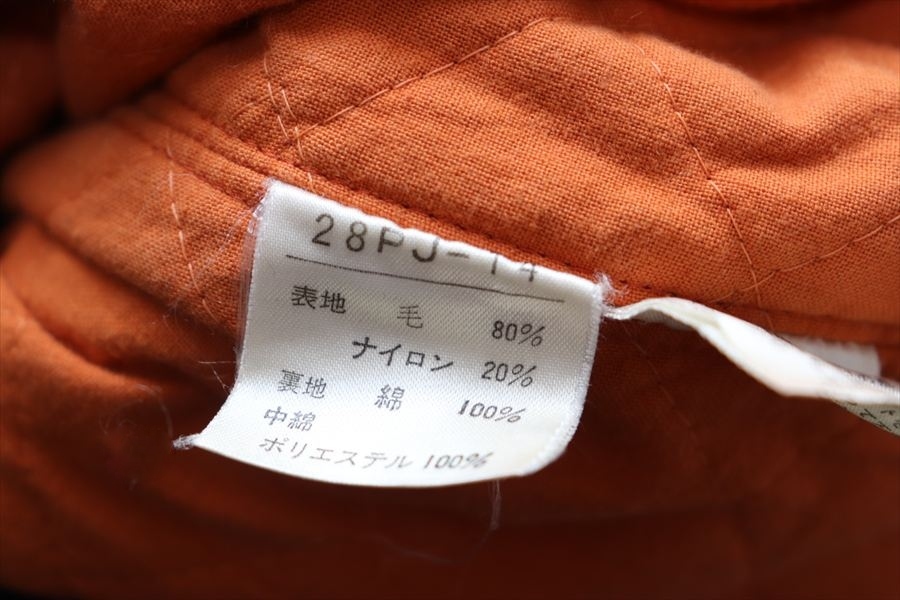 28PJ-14
表地 毛 80%
ナイロン 20%
裏地 綿 100%
中綿
ポリエステル 100%